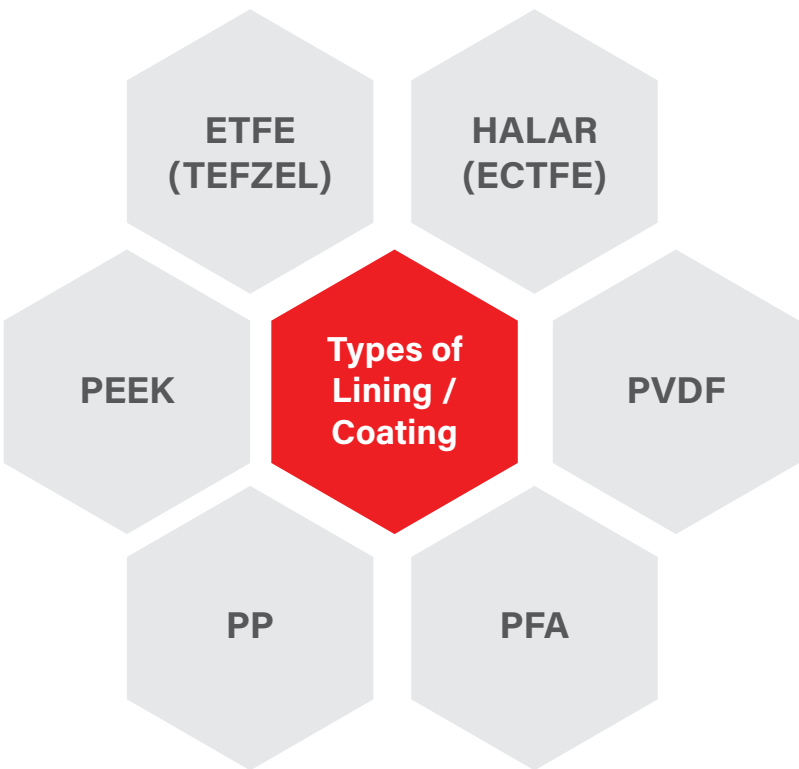 ETFE
(TEFZEL)
HALAR
(ECTFE)
PEEK
Types of
Lining /
Coating
PVDF
PP
PFA